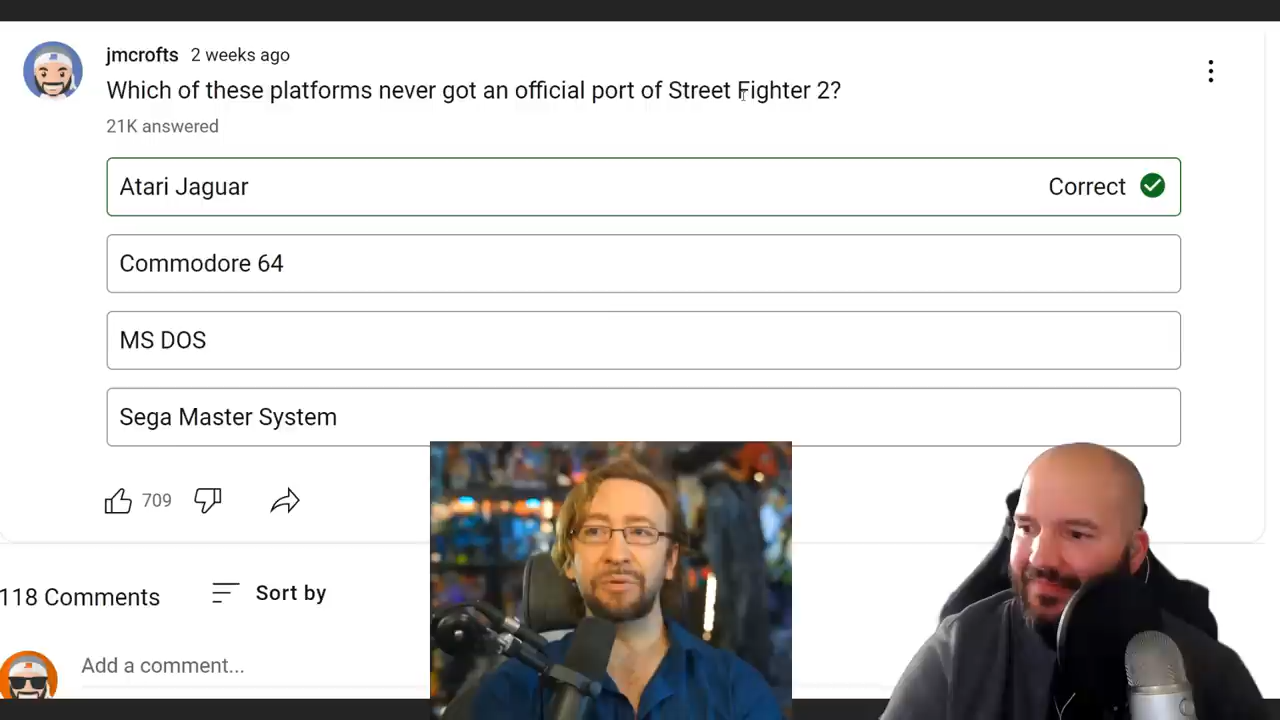 jmcrofts 2 weeks ago
Which of these platforms never got an official port of Street Fighter 2?
21K answered
Atari Jaguar Correct
Commodore 64
MS DOS
Sega Master System
709
118 Comments Sort by
Add a comment...